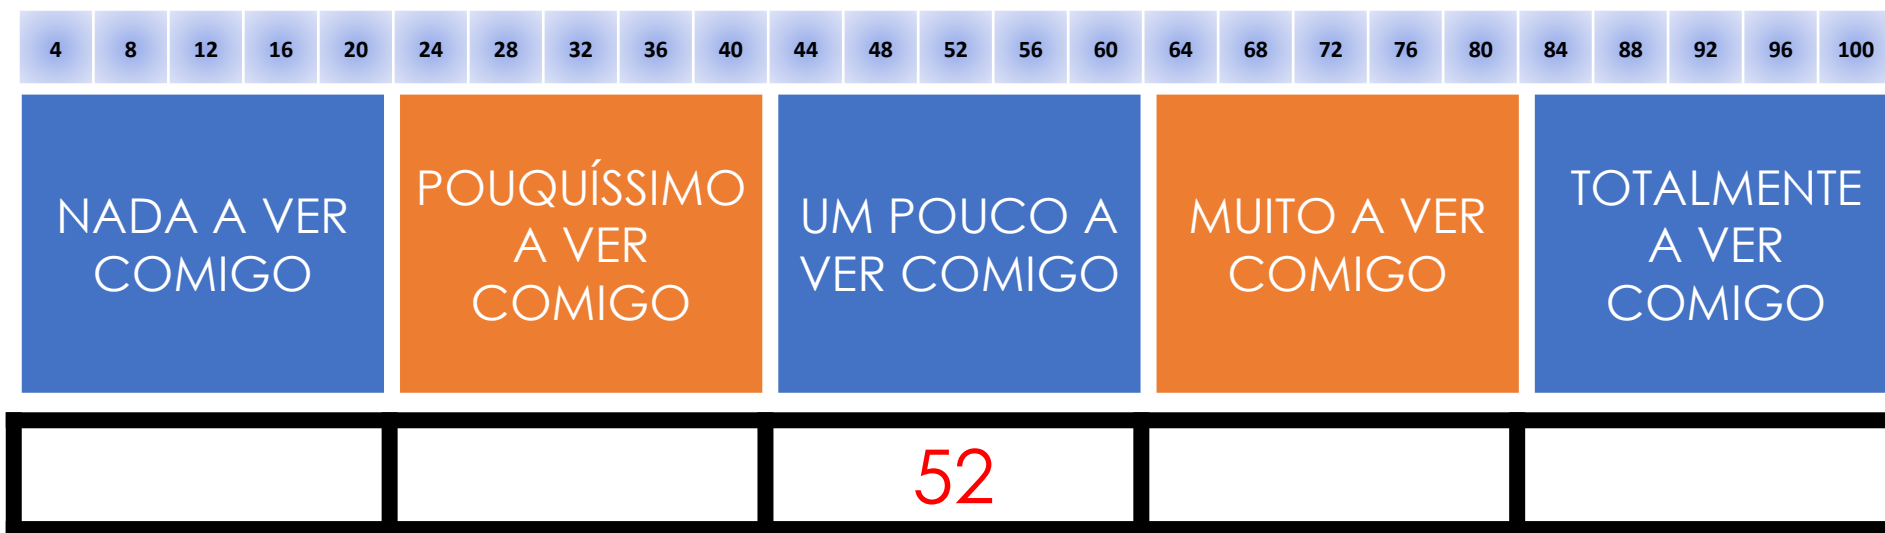 4 8 12 16 20 24 28 32 36 40 44 48 52 56 60 64 68 72 76 80 84 88 92 96 100
NADA A VER
COMIGO
POUQUÍSSIMO
A VER
COMIGO
UM POUCO A
VER COMIGO
MUITO A VER
COMIGO
TOTALMENTE
A VER
COMIGO
52